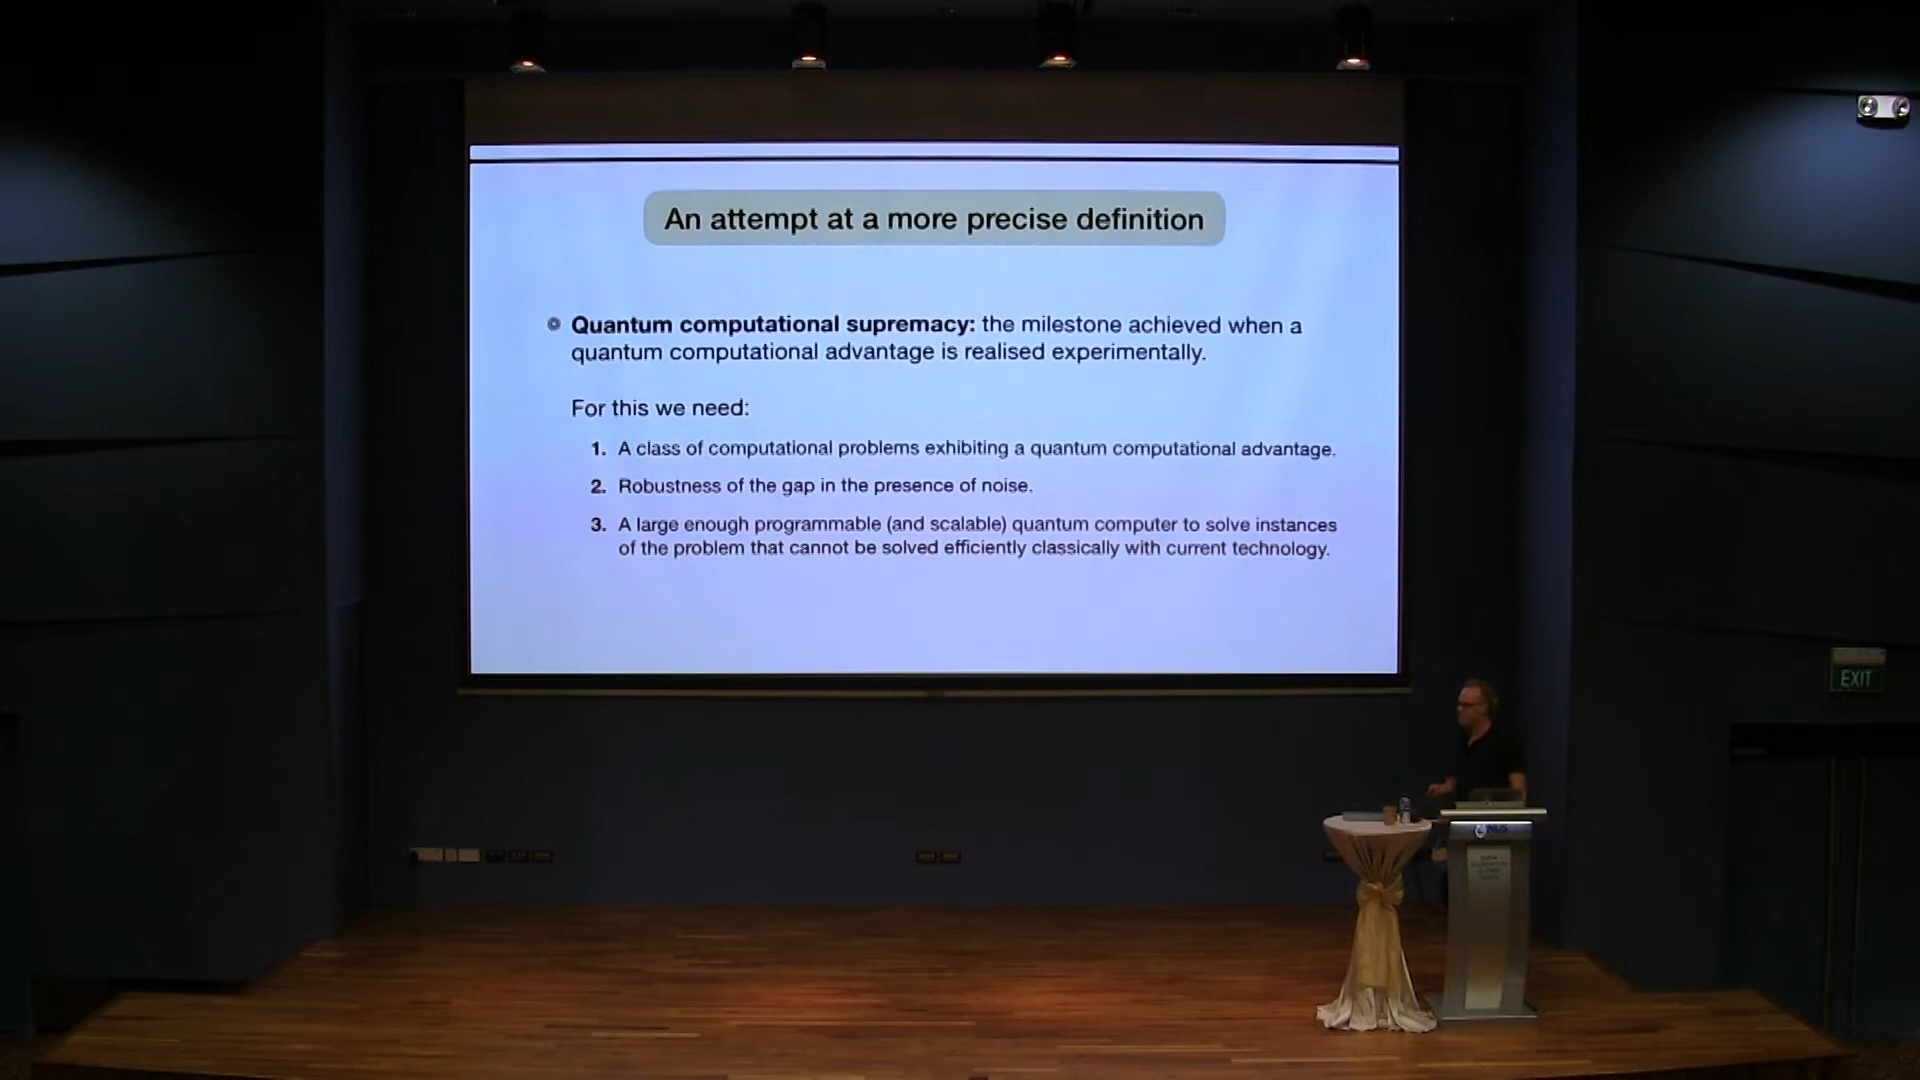 An attempt at a more precise definition
Quantum computational supremacy: the milestone achieved when a
quantum computational advantage is realised experimentally.
For this we need:
1. A class of computational problems exhibiting a quantum computational advantage.
2. Robustness of the gap in the presence of noise.
3. A large enough programmable (and scalable) quantum computer to solve instances
of the problem that cannot be solved efficiently classically with current technology.
EXIT
NUS